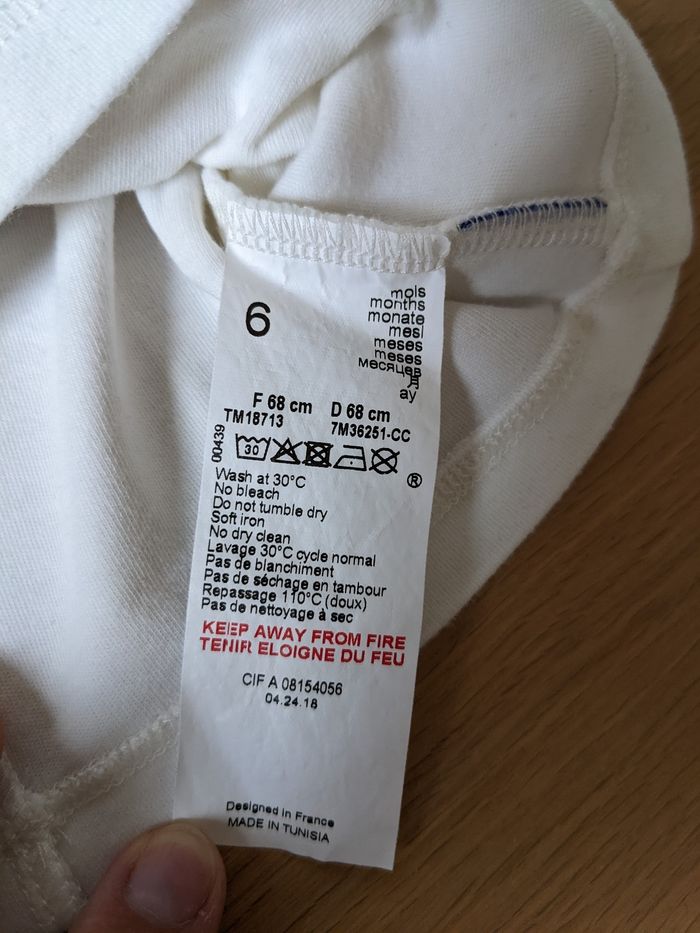 6
mois
months
monate
mesi
meses
meses
месяцев
月
ay
F 68 cm D 68 cm
TM18713 7M36251-CC
00439
30
®
Wash at 30°C
No bleach
Do not tumble dry
Soft iron
No dry clean
Lavage 30°C cycle normal
Pas de blanchiment
Pas de séchage en tambour
Repassage 110°C (doux)
Pas de nettoyage à sec
KEEP AWAY FROM FIRE
TENIR ELOIGNE DU FEU
CIF A 08154056
04.24.18
Designed in France
MADE IN TUNISIA